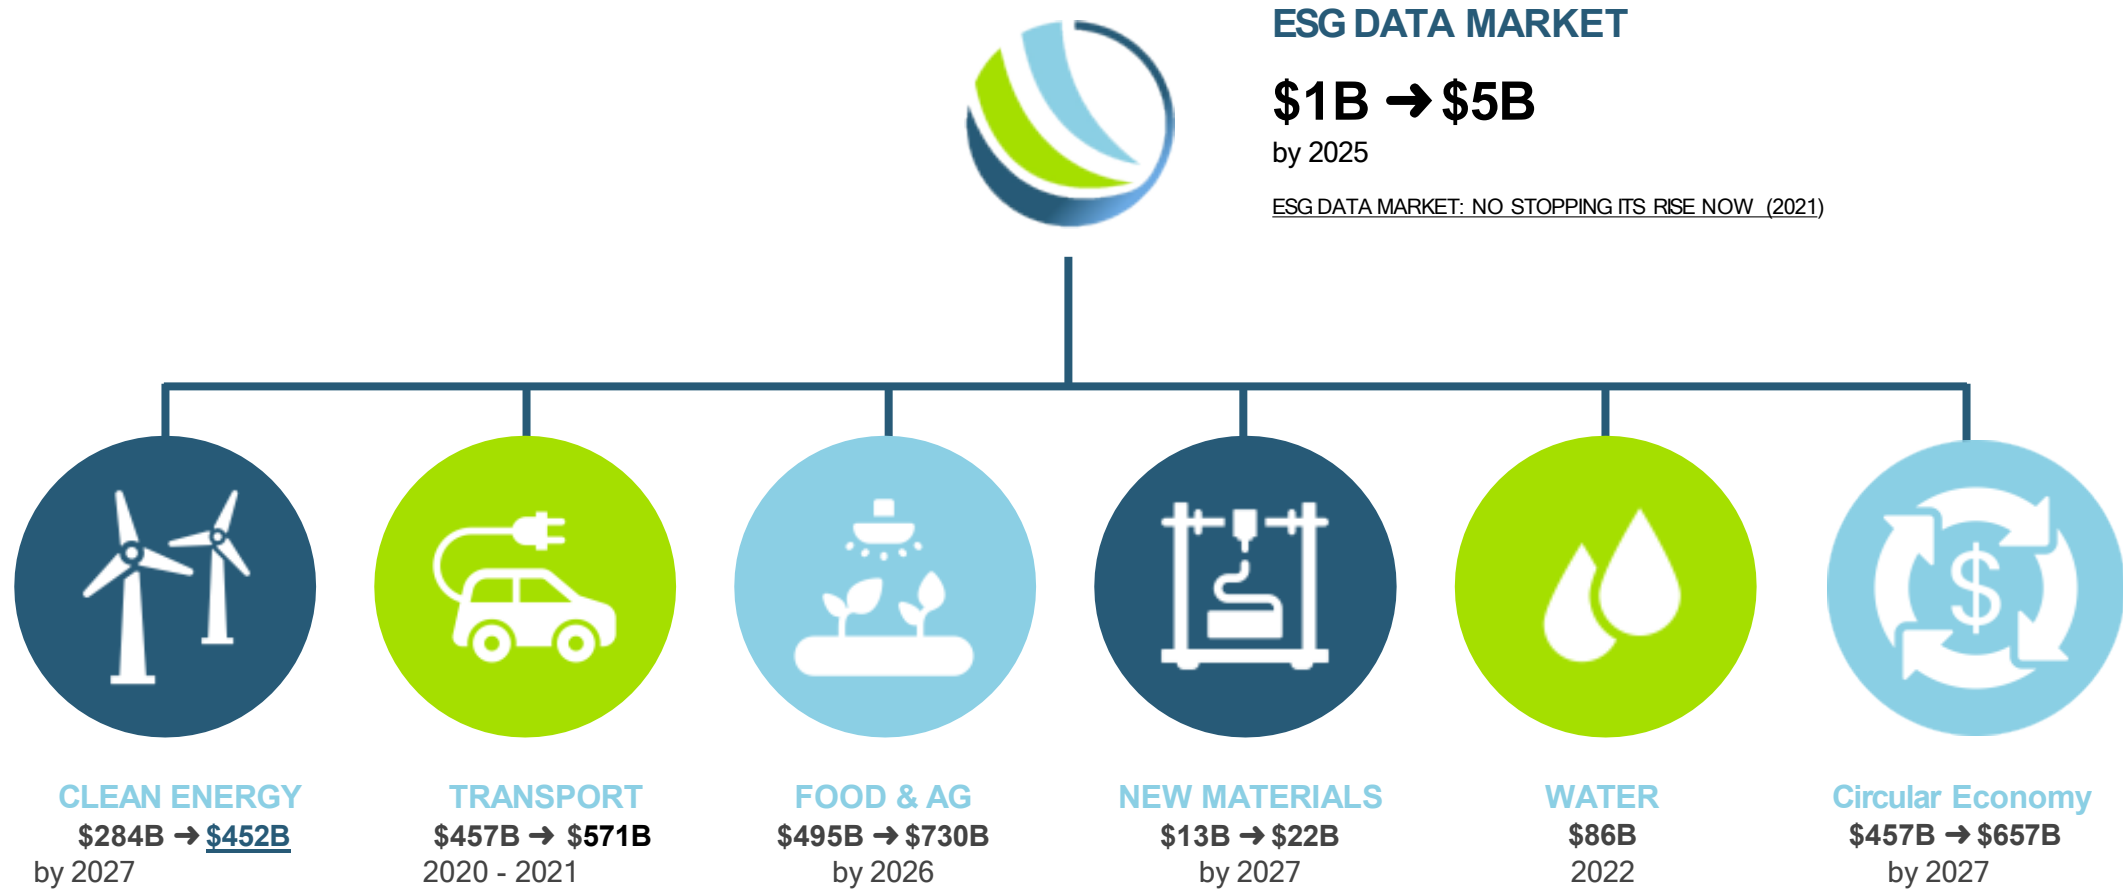 ESG DATA MARKET
$1B ➜ $5B
by 2025
ESG DATA MARKET: NO STOPPING ITS RISE NOW (2021)
$
CLEAN ENERGY
$284B ➜ $452B
by 2027
TRANSPORT
$457B ➜ $571B
2020 - 2021
FOOD & AG
$495B ➜ $730B
by 2026
NEW MATERIALS
$13B ➜ $22B
by 2027
WATER
$86B
2022
Circular Economy
$457B ➜ $657B
by 2027